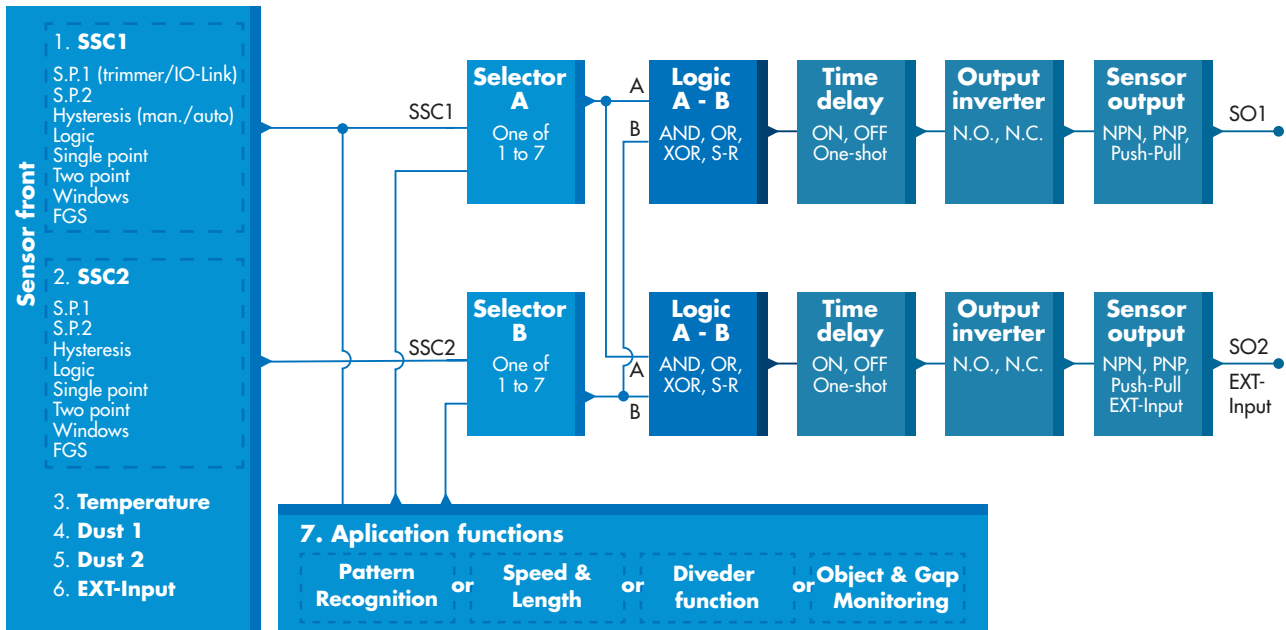 Sensor front
1. SSC1
S.P.1 (trimmer/IO-Link)
S.P.2
Hysteresis (man./auto)
Logic
Single point
Two point
Windows
FGS
2. SSC2
S.P.1
S.P.2
Hysteresis
Logic
Single point
Two point
Windows
FGS
3. Temperature
4. Dust 1
5. Dust 2
6. EXT-Input
SSC1
Selector
A
One of
1 to 7
A
B
Logic
A - B
AND, OR,
XOR, S-R
Time
delay
ON, OFF
One-shot
Output
inverter
N.O., N.C.
Sensor
output
NPN, PNP,
Push-Pull
SO1
SSC2
Selector
B
One of
1 to 7
A
B
Logic
A - B
AND, OR,
XOR, S-R
Time
delay
ON, OFF
One-shot
Output
inverter
N.O., N.C.
Sensor
output
NPN, PNP,
Push-Pull
EXT-Input
SO2
EXT-
Input
7. Aplication functions
Pattern
Recognition
or
Speed &
Length
or
Diveder
function
or
Object & Gap
Monitoring